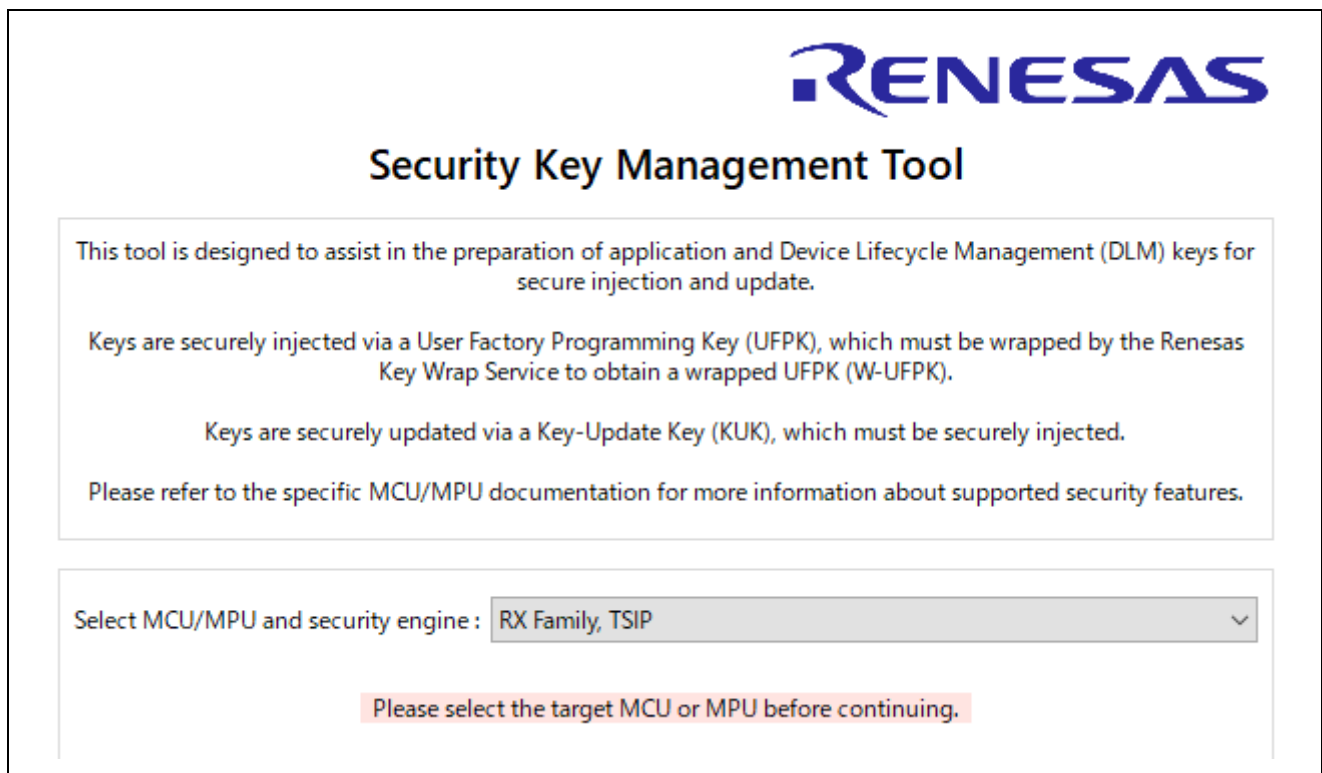 RENESAS
Security Key Management Tool
This tool is designed to assist in the preparation of application and Device Lifecycle Management (DLM) keys for
secure injection and update.
Keys are securely injected via a User Factory Programming Key (UFPK), which must be wrapped by the Renesas
Key Wrap Service to obtain a wrapped UFPK (W-UFPK).
Keys are securely updated via a Key-Update Key (KUK), which must be securely injected.
Please refer to the specific MCU/MPU documentation for more information about supported security features.
Select MCU/MPU and security engine : RX Family, TSIP
Please select the target MCU or MPU before continuing.